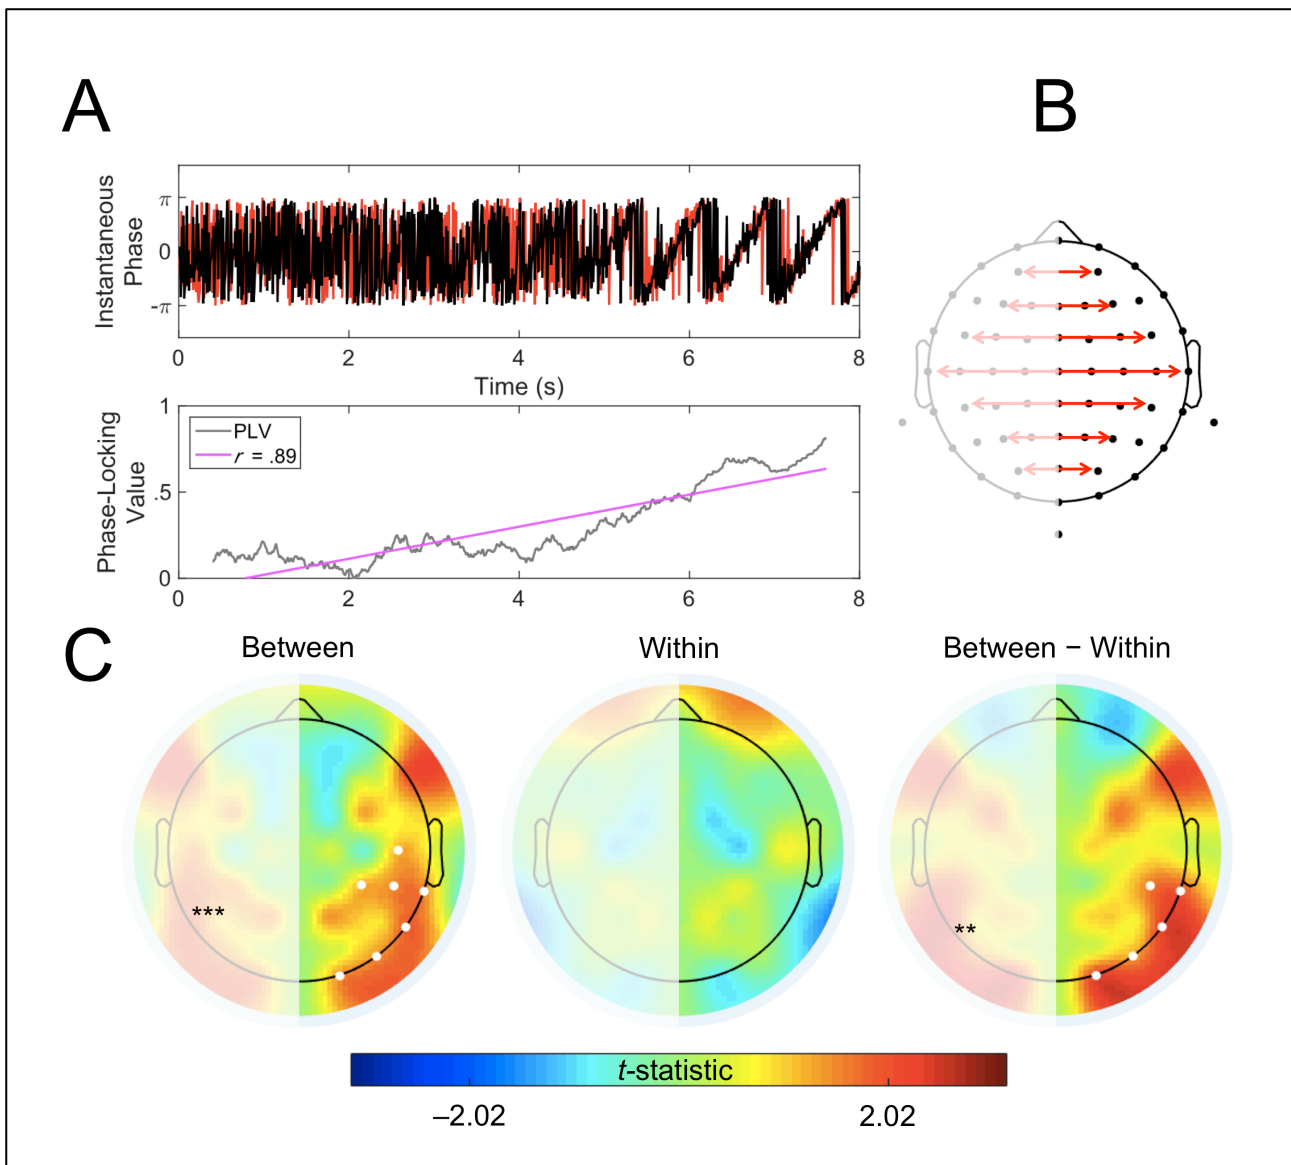 A
B
Instantaneous
Phase
π
0
-π
0 2 4 6 8
Time (s)
Phase-Locking
Value
1
.5
0
PLV
r = .89
0 2 4 6 8
C
Between
Within
Between − Within
***
**
t-statistic
–2.02
2.02